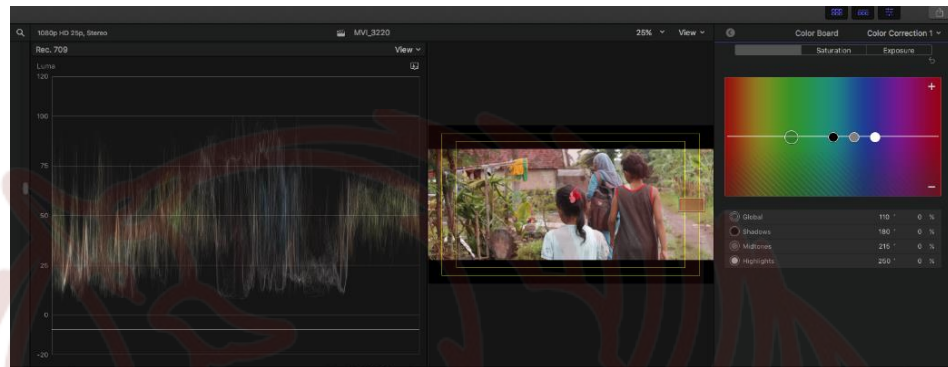 1080p HD 25p, Stereo
MVI_3220
25%
View
Color Board
Color Correction 1
Rec. 709
View
Saturation
Exposure
Luma
120
100
75
50
25
0
-20
Global 110 ° 0 %
Shadows 180 ° 0 %
Midtones 215 ° 0 %
Highlights 250 ° 0 %